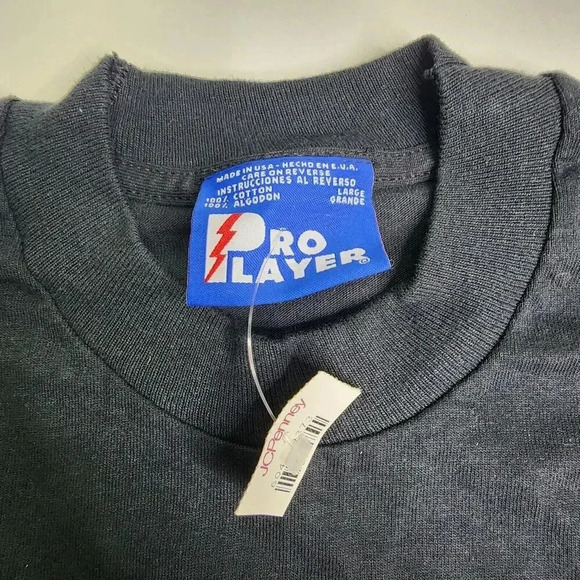 MADE IN USA - HECHO EN E.U.A.
CARE ON REVERSE
INSTRUCCIONES AL REVERSO
100% COTTON LARGE
100% ALGODON GRANDE
PRO
PLAYER®
JCPenney